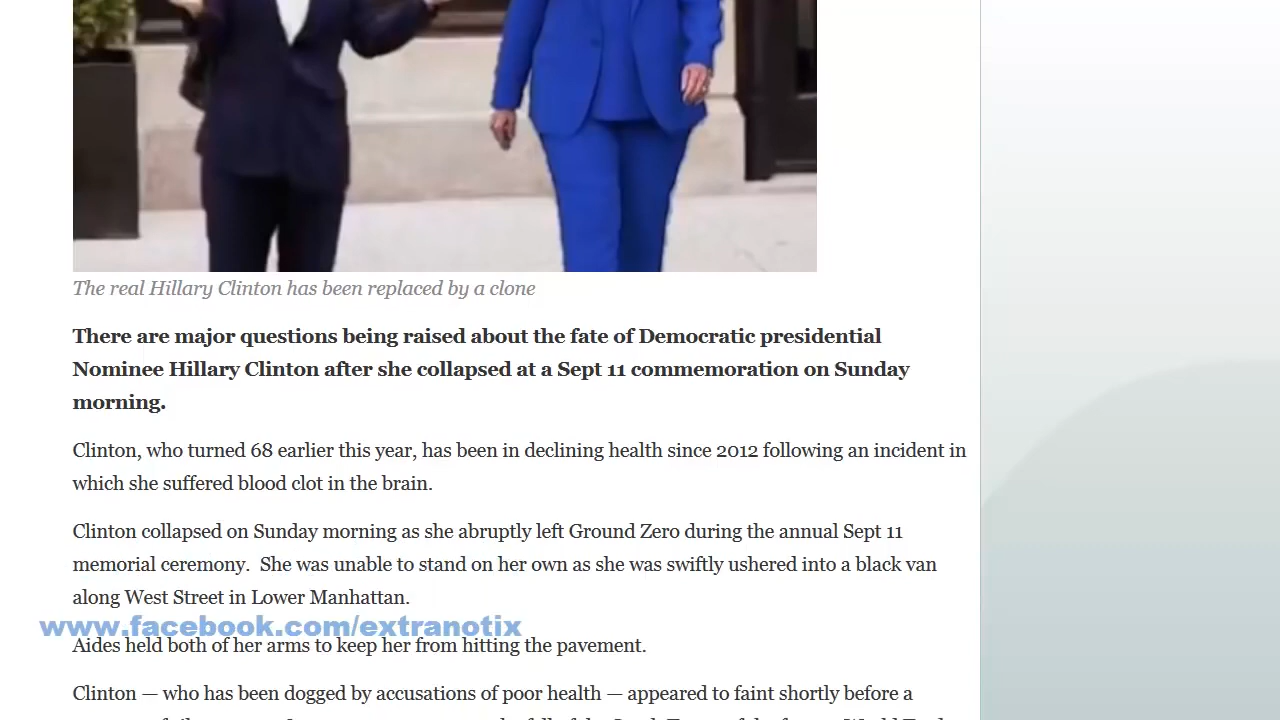 The real Hillary Clinton has been replaced by a clone
There are major questions being raised about the fate of Democratic presidential
Nominee Hillary Clinton after she collapsed at a Sept 11 commemoration on Sunday
morning.
Clinton, who turned 68 earlier this year, has been in declining health since 2012 following an incident in
which she suffered blood clot in the brain.
Clinton collapsed on Sunday morning as she abruptly left Ground Zero during the annual Sept 11
memorial ceremony.  She was unable to stand on her own as she was swiftly ushered into a black van
along West Street in Lower Manhattan.
www.facebook.com/extranotix
Aides held both of her arms to keep her from hitting the pavement.
Clinton — who has been dogged by accusations of poor health — appeared to faint shortly before a